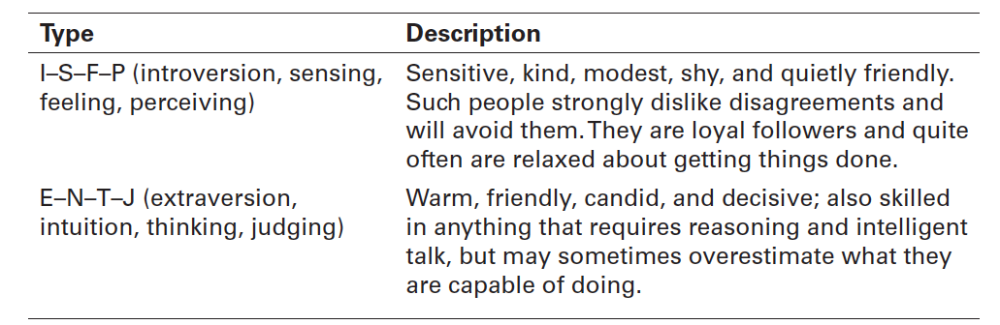 Type Description
I–S–F–P (introversion, sensing, feeling, perceiving)
Sensitive, kind, modest, shy, and quietly friendly.
Such people strongly dislike disagreements and
will avoid them. They are loyal followers and quite
often are relaxed about getting things done.
E–N–T–J (extraversion,
intuition, thinking, judging)
Warm, friendly, candid, and decisive; also skilled
in anything that requires reasoning and intelligent
talk, but may sometimes overestimate what they
are capable of doing.